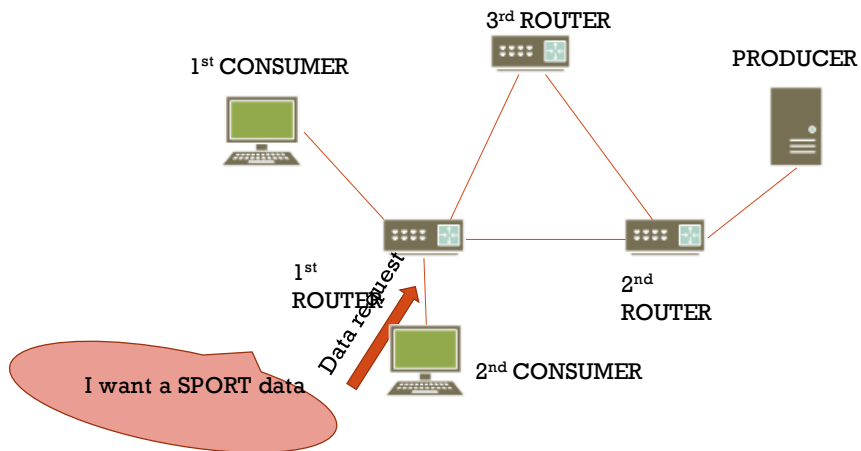 3rd ROUTER
1st CONSUMER
PRODUCER
1st
ROUTER
Data request
2nd
ROUTER
I want a SPORT data
2nd CONSUMER